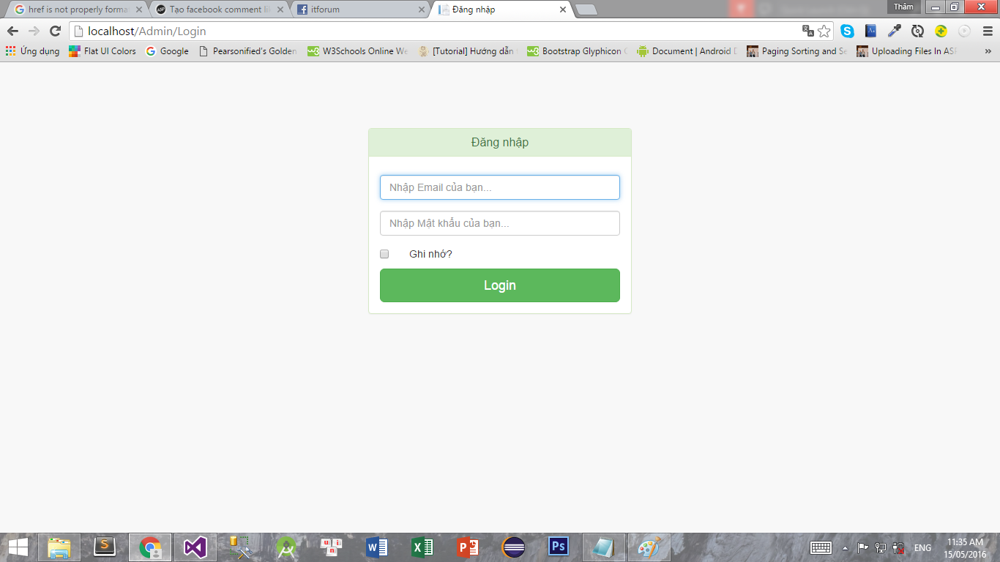 href is not properly forma
Tạo facebook comment lik
itforum
Đăng nhập
Thâm
localhost/Admin/Login
Ứng dụng
Flat UI Colors
Google
Pearsonified's Golden
W3Schools Online We
[Tutorial] Hướng dẫn
Bootstrap Glyphicon
Document | Android D
Paging Sorting and Se
Uploading Files In ASP
Đăng nhập
Nhập Email của bạn...
Nhập Mật khẩu của bạn...
Ghi nhớ?
Login
ENG
11:35 AM
15/05/2016